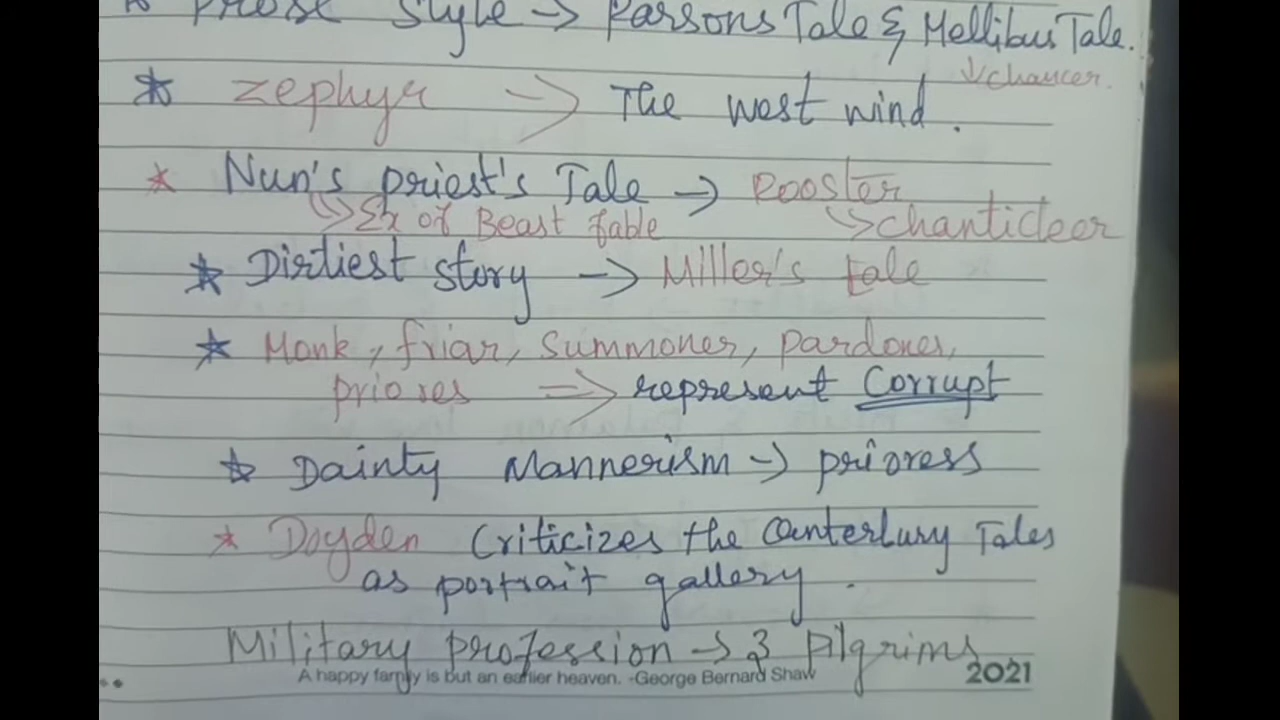 * Prose Style -> Parsons Tale & Mellibus Tale.
↓ chaucer.
* Zephyr -> The west wind.
* Nun's priest's Tale -> Rooster
↳ Ex of Beast fable ↳ chanticleer
* Dirtiest story -> Miller's tale
* Monk, friar, summoner, pardoner,
priores => represent Corrupt
* Dainty Mannerism -> prioress
* Dryden Criticizes the Canterbury Tales
as portrait gallery.
Military profession -> 3 pilgrims
A happy family is but an earlier heaven. -George Bernard Shaw 2021